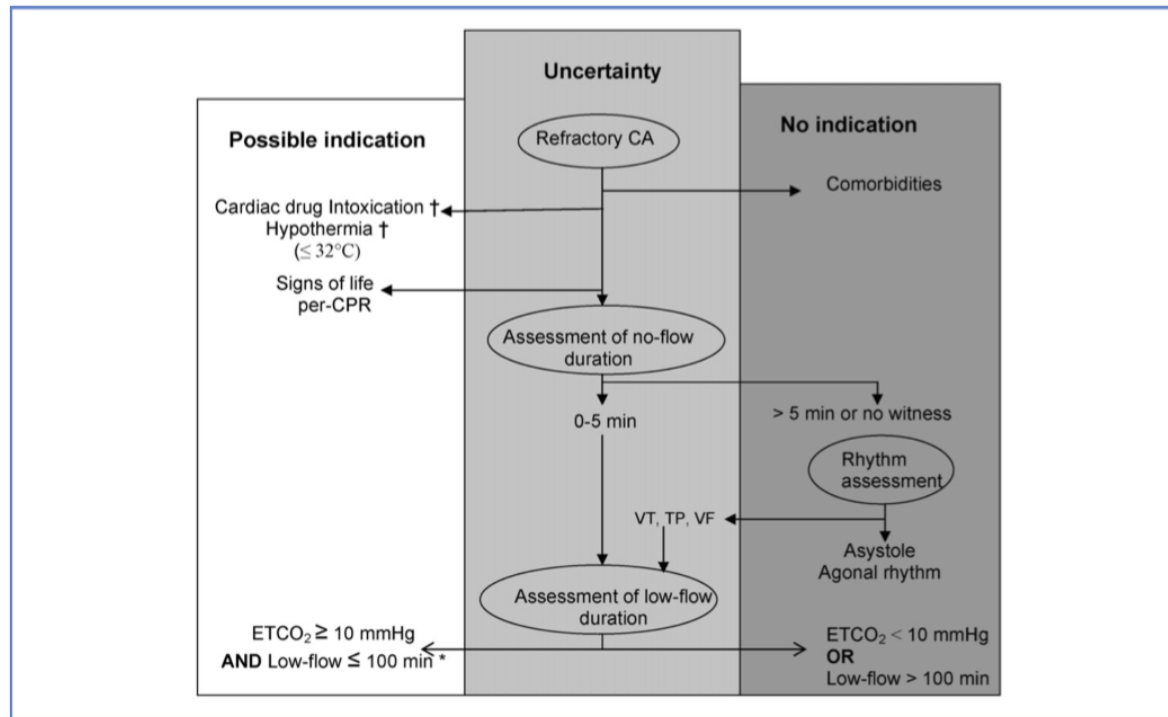 Uncertainty
Possible indication
No indication
Refractory CA
Comorbidities
Cardiac drug Intoxication †
Hypothermia †
(≤ 32°C)
Signs of life
per-CPR
Assessment of no-flow
duration
0-5 min
> 5 min or no witness
Rhythm
assessment
VT, TP, VF
Asystole
Agonal rhythm
Assessment of low-flow
duration
ETCO₂ ≥ 10 mmHg
AND Low-flow ≤ 100 min *
ETCO₂ < 10 mmHg
OR
Low-flow > 100 min